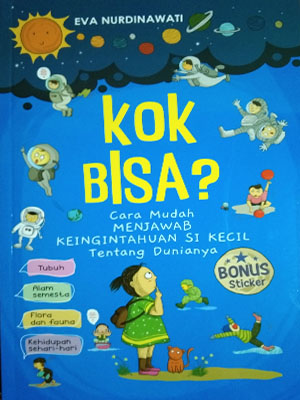 EVA NURDINAWATI
KOK
BISA?
Cara Mudah
MENJAWAB
KEINGINTAHUAN SI KECIL
Tentang Dunianya
BONUS
Sticker
Tubuh
Alam
semesta
Flora
dan fauna
Kehidupan
sehari-hari